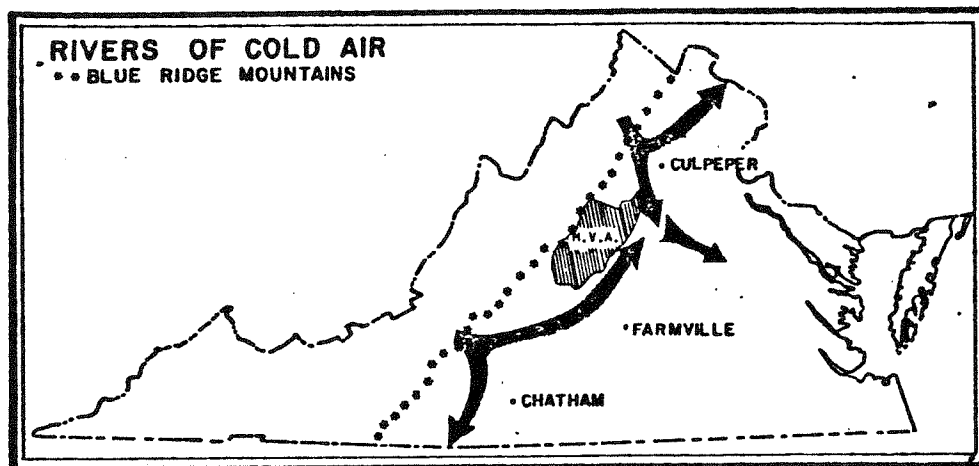 RIVERS OF COLD AIR
BLUE RIDGE MOUNTAINS
CULPEPER
M.V.A.
FARMVILLE
CHATHAM